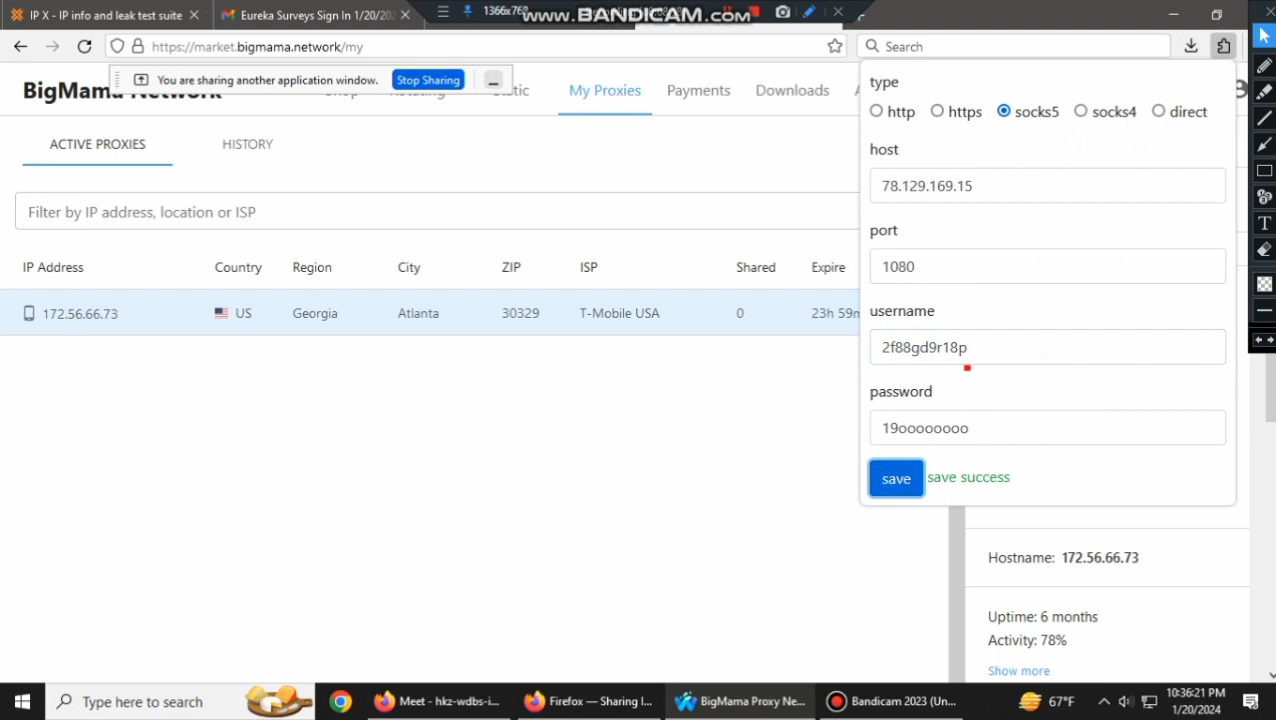 X - IP info and leak test suite
Eureka Surveys Sign In 1/20/202
1366x768
www.BANDICAM.com
https://market.bigmama.network/my
Search
You are sharing another application window. Stop Sharing
BigMama Network
My Proxies Payments Downloads
ACTIVE PROXIES HISTORY
Filter by IP address, location or ISP
IP Address Country Region City ZIP ISP Shared Expire
172.56.66.73 US Georgia Atlanta 30329 T-Mobile USA 0 23h 59m
type
http https socks5 socks4 direct
host
78.129.169.15
port
1080
username
2f88gd9r18p
password
19oooooooo
save save success
Hostname: 172.56.66.73
Uptime: 6 months
Activity: 78%
Show more
Type here to search
Meet - hkz-wdbs-i...
Firefox — Sharing I...
BigMama Proxy Ne...
Bandicam 2023 (Un...
67°F
10:36:21 PM
1/20/2024